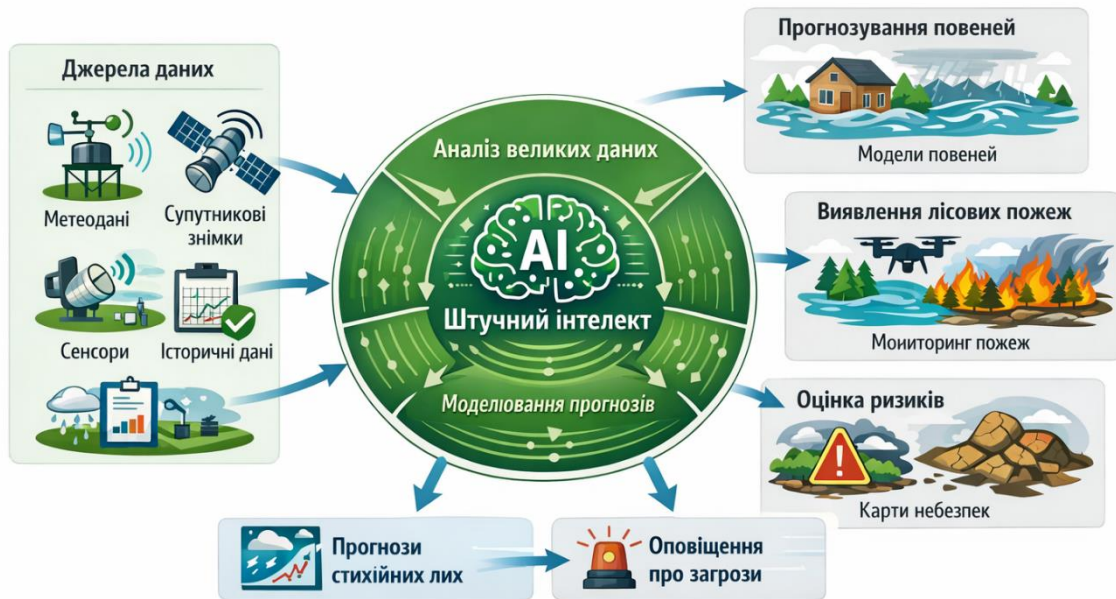 Джерела даних
Метеодані
Супутникові
знімки
Сенсори
Історичні дані
Аналіз великих даних
AI
Штучний інтелект
Моделювання прогнозів
Прогнозування повеней
Моделі повеней
Виявлення лісових пожеж
Моииторинг пожеж
Оцінка ризиків
Карти небезпек
Прогнози
стихійних лих
Оповіщення
про загрози